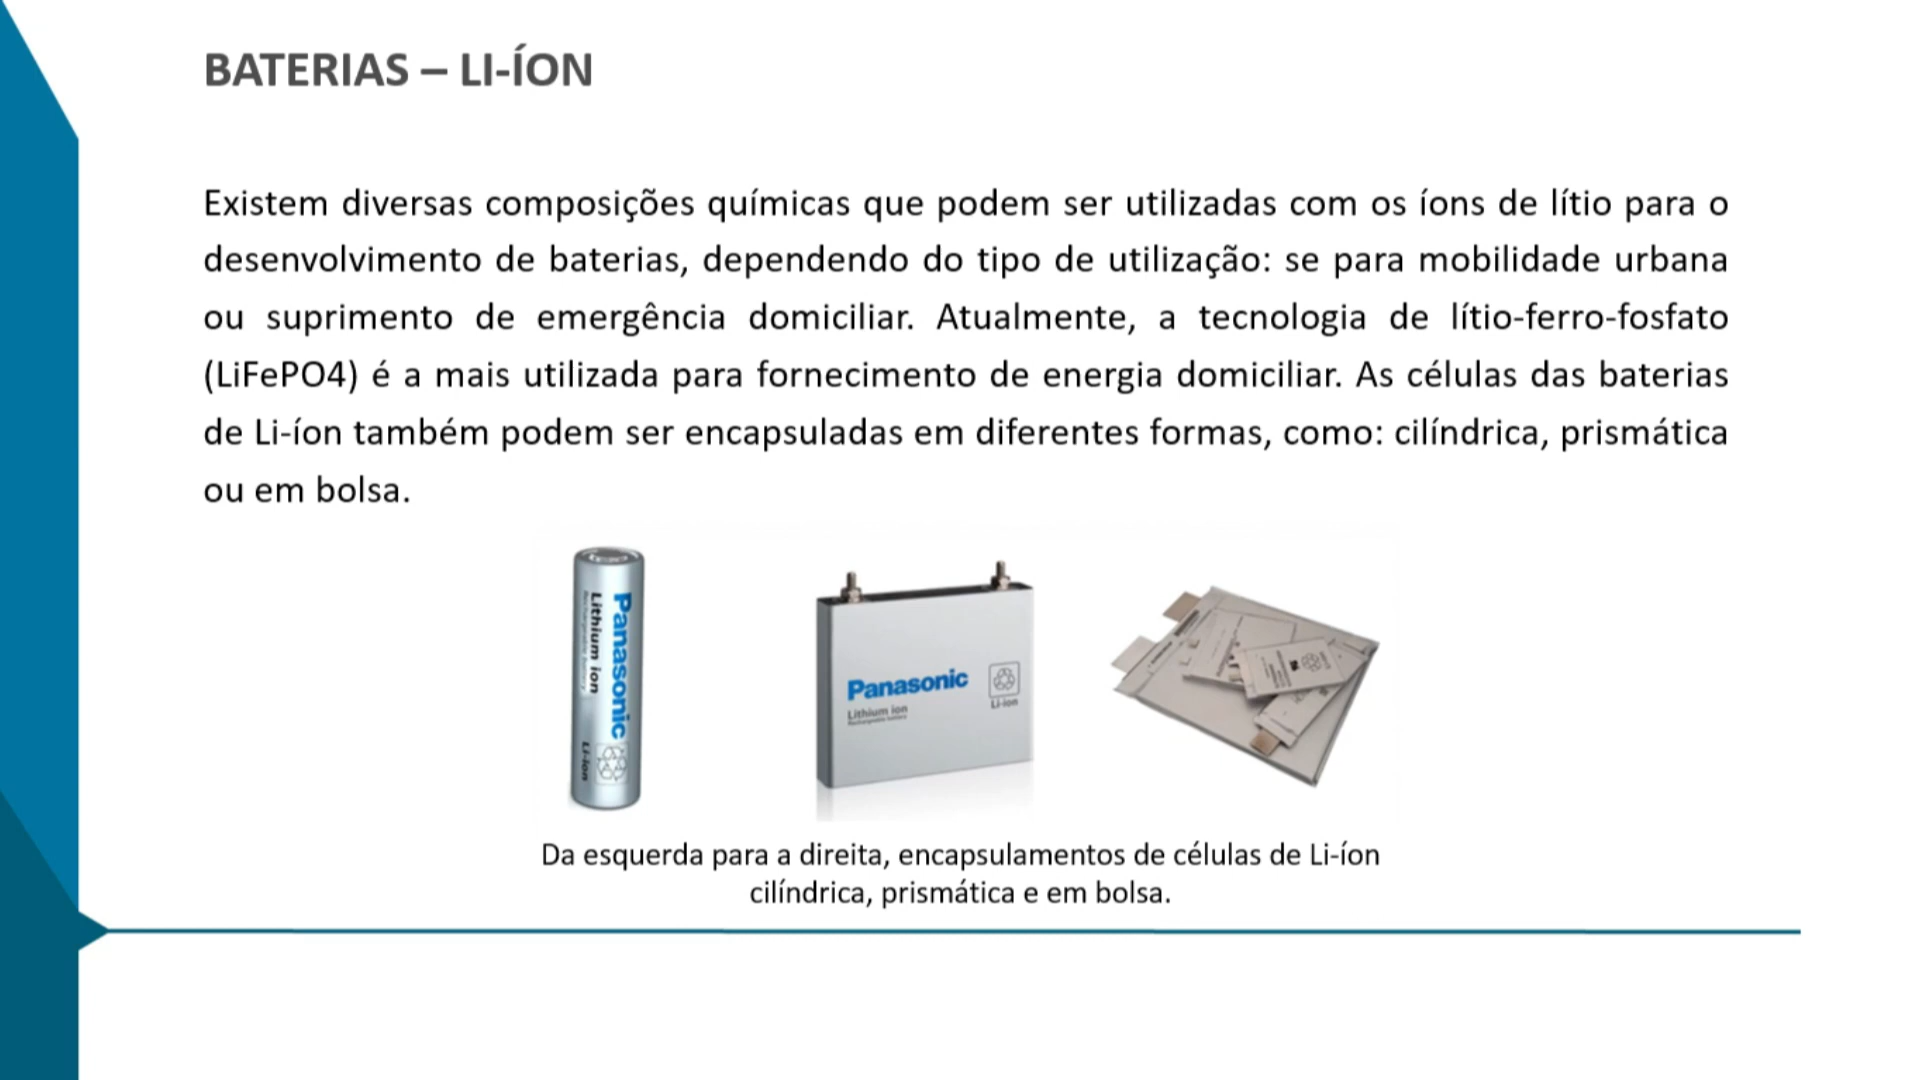 BATERIAS – LI-ÍON
Existem diversas composições químicas que podem ser utilizadas com os íons de lítio para o
desenvolvimento de baterias, dependendo do tipo de utilização: se para mobilidade urbana
ou suprimento de emergência domiciliar. Atualmente, a tecnologia de lítio-ferro-fosfato
(LiFePO4) é a mais utilizada para fornecimento de energia domiciliar. As células das baterias
de Li-íon também podem ser encapsuladas em diferentes formas, como: cilíndrica, prismática
ou em bolsa.
Panasonic
Lithium ion
Rechargeable battery
Li-ion
Panasonic
Lithium ion
Rechargeable battery
Li-ion
Da esquerda para a direita, encapsulamentos de células de Li-íon
cilíndrica, prismática e em bolsa.